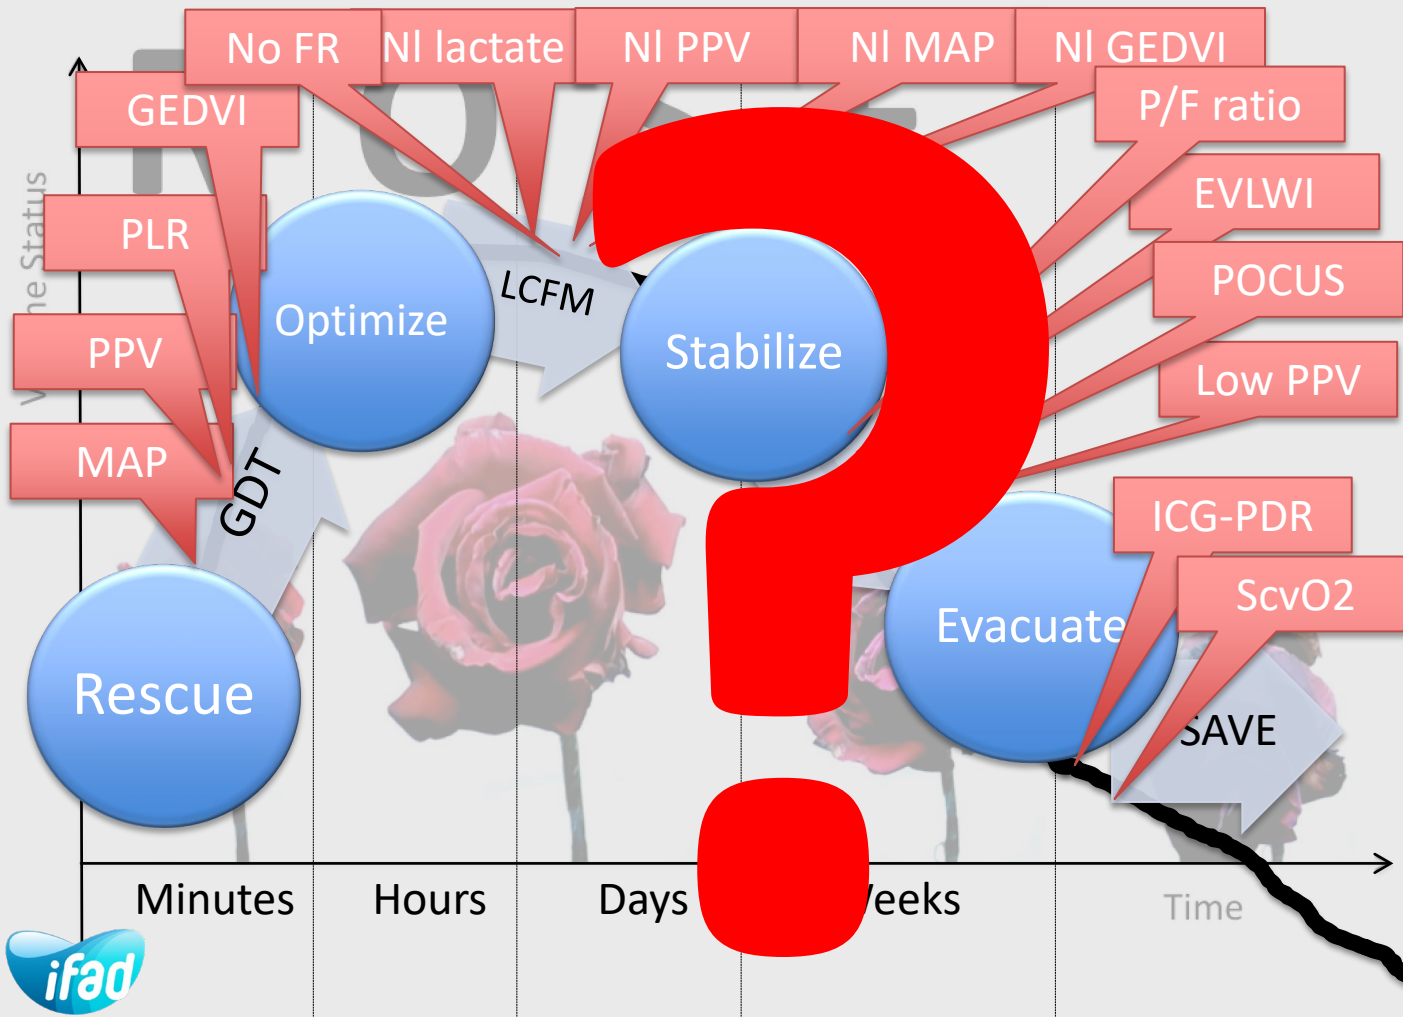 No FR
Nl lactate
Nl PPV
Nl MAP
Nl GEDVI
GEDVI
P/F ratio
EVLWI
PLR
POCUS
PPV
Low PPV
MAP
Status
Optimize
LCFM
Stabilize
GDT
ICG-PDR
ScvO2
Rescue
Evacuate
SAVE
?
Minutes
Hours
Days
Time
ifad